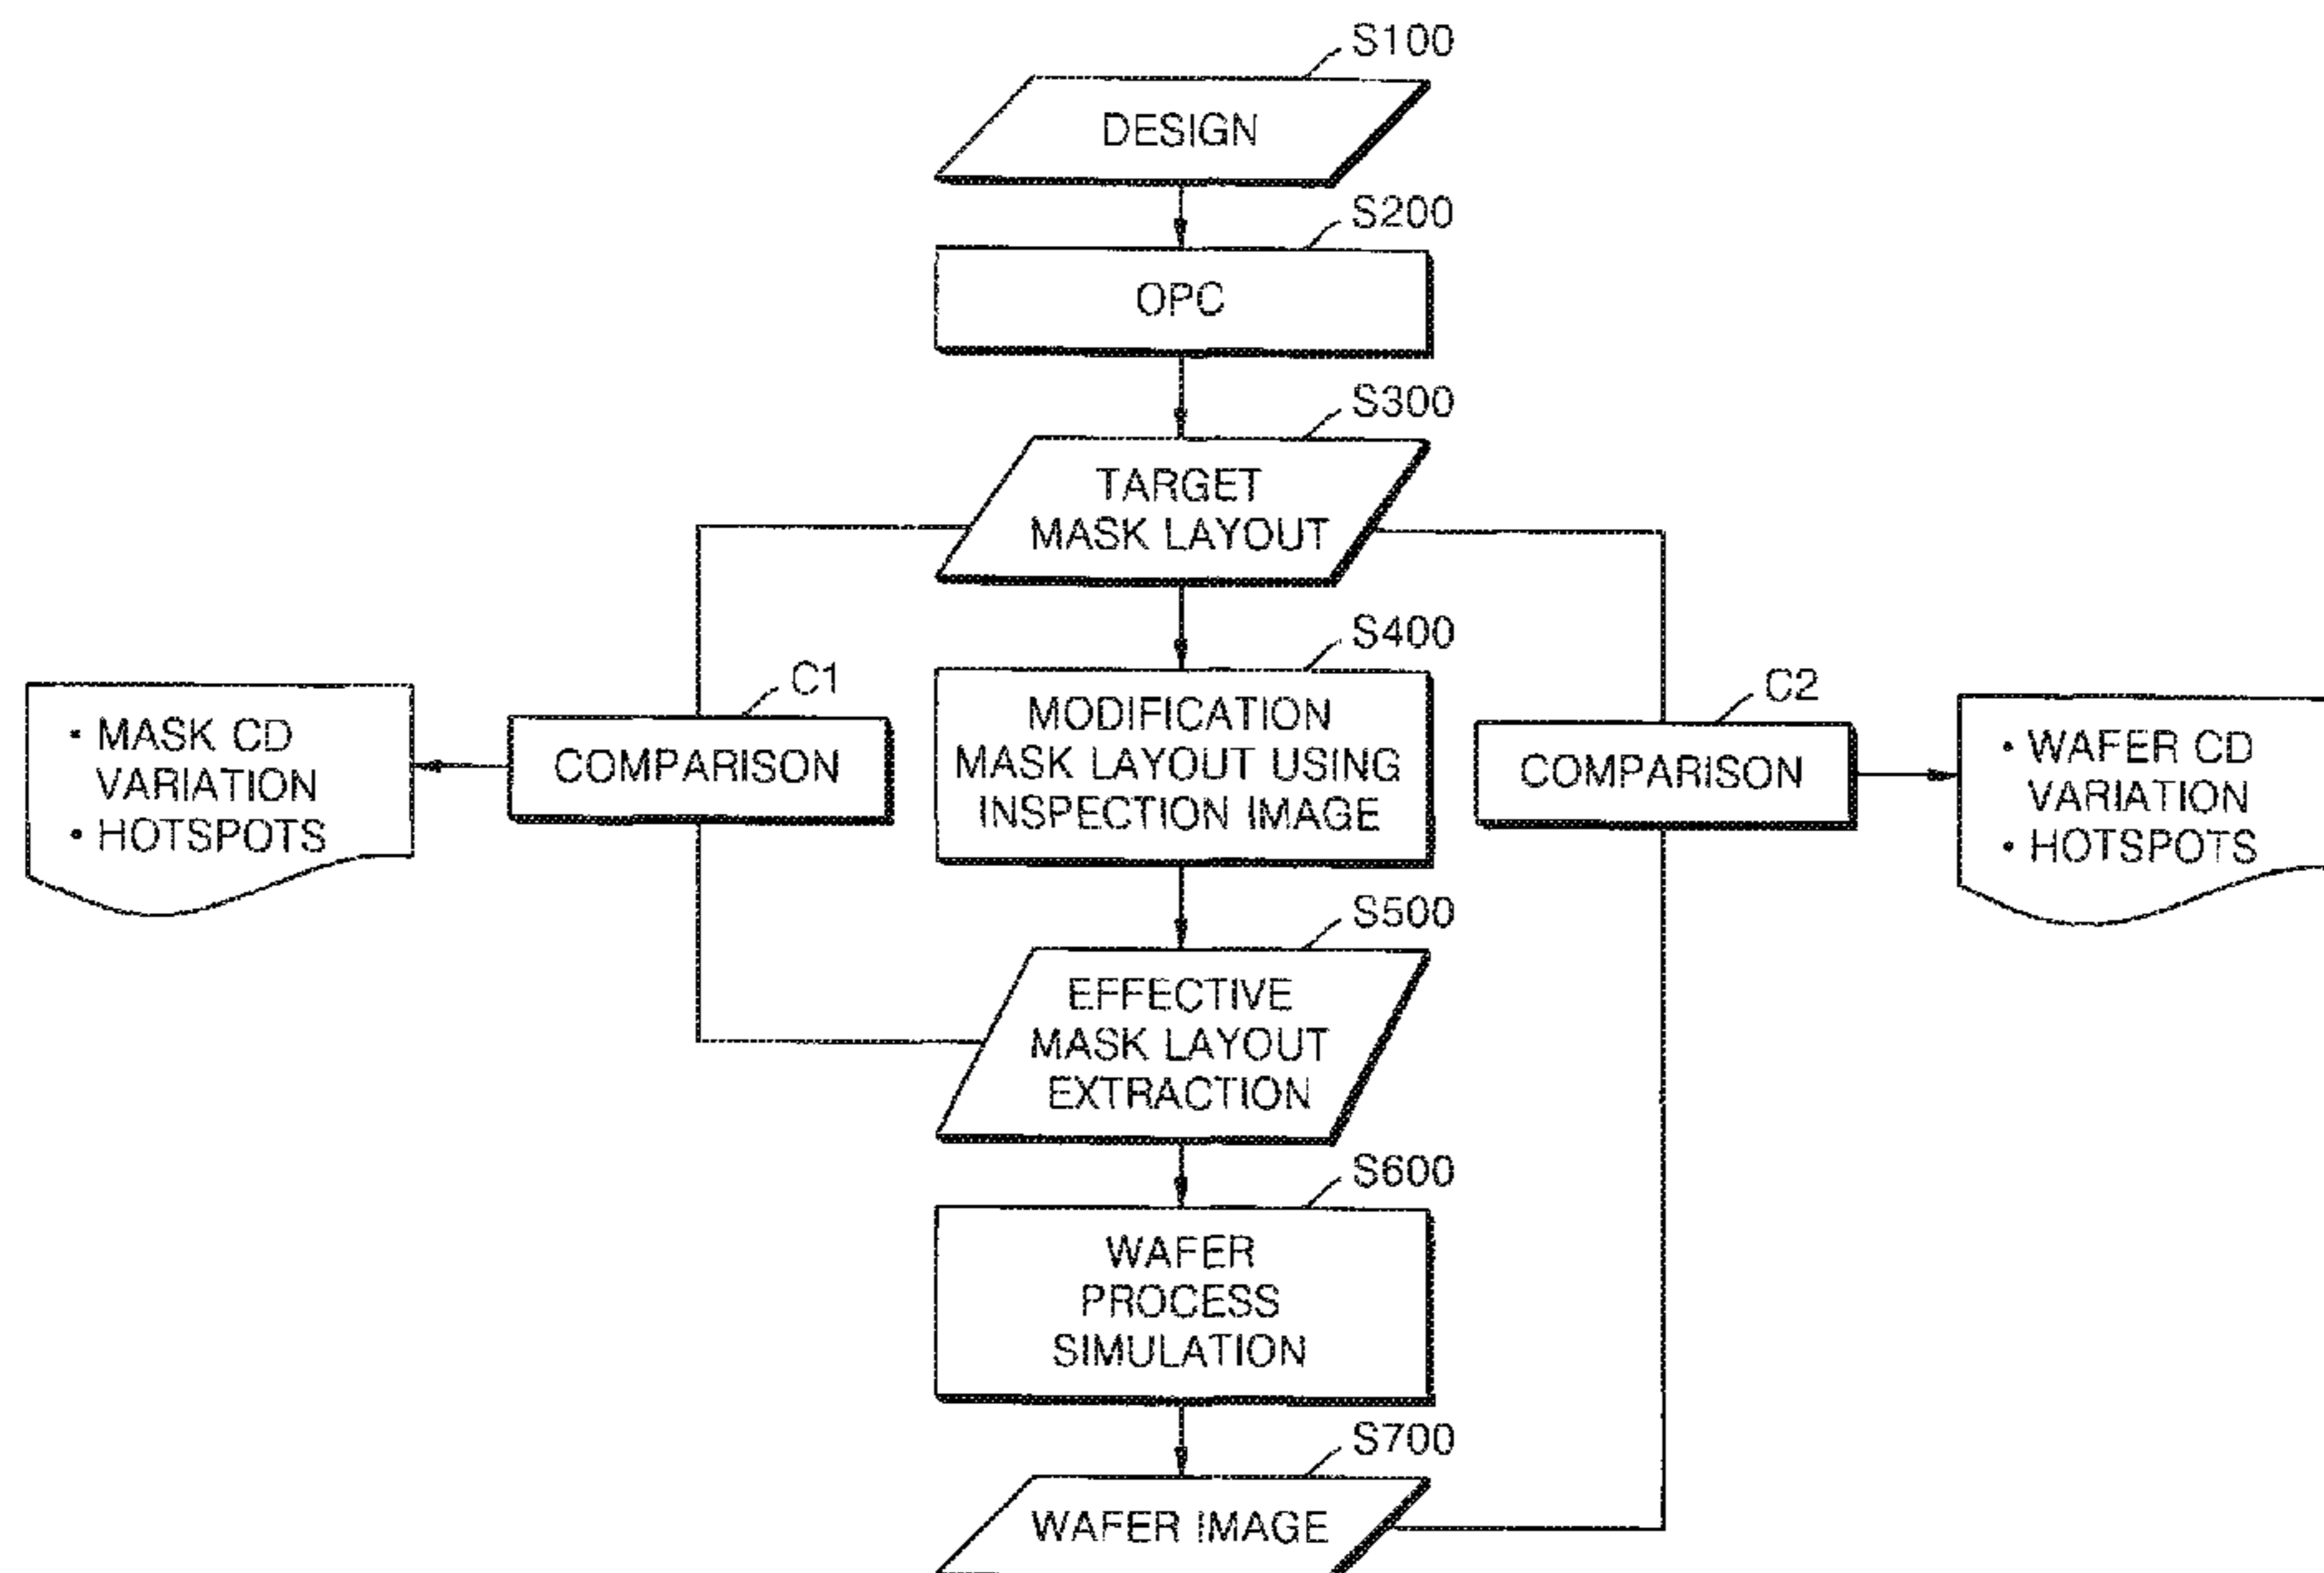 S100
DESIGN
S200
OPC
S300
TARGET
MASK LAYOUT
S400
MODIFICATION
MASK LAYOUT USING
INSPECTION IMAGE
C1
COMPARISON
• MASK CD
VARIATION
• HOTSPOTS
C2
COMPARISON
• WAFER CD
VARIATION
• HOTSPOTS
S500
EFFECTIVE
MASK LAYOUT
EXTRACTION
S600
WAFER
PROCESS
SIMULATION
S700
WAFER IMAGE